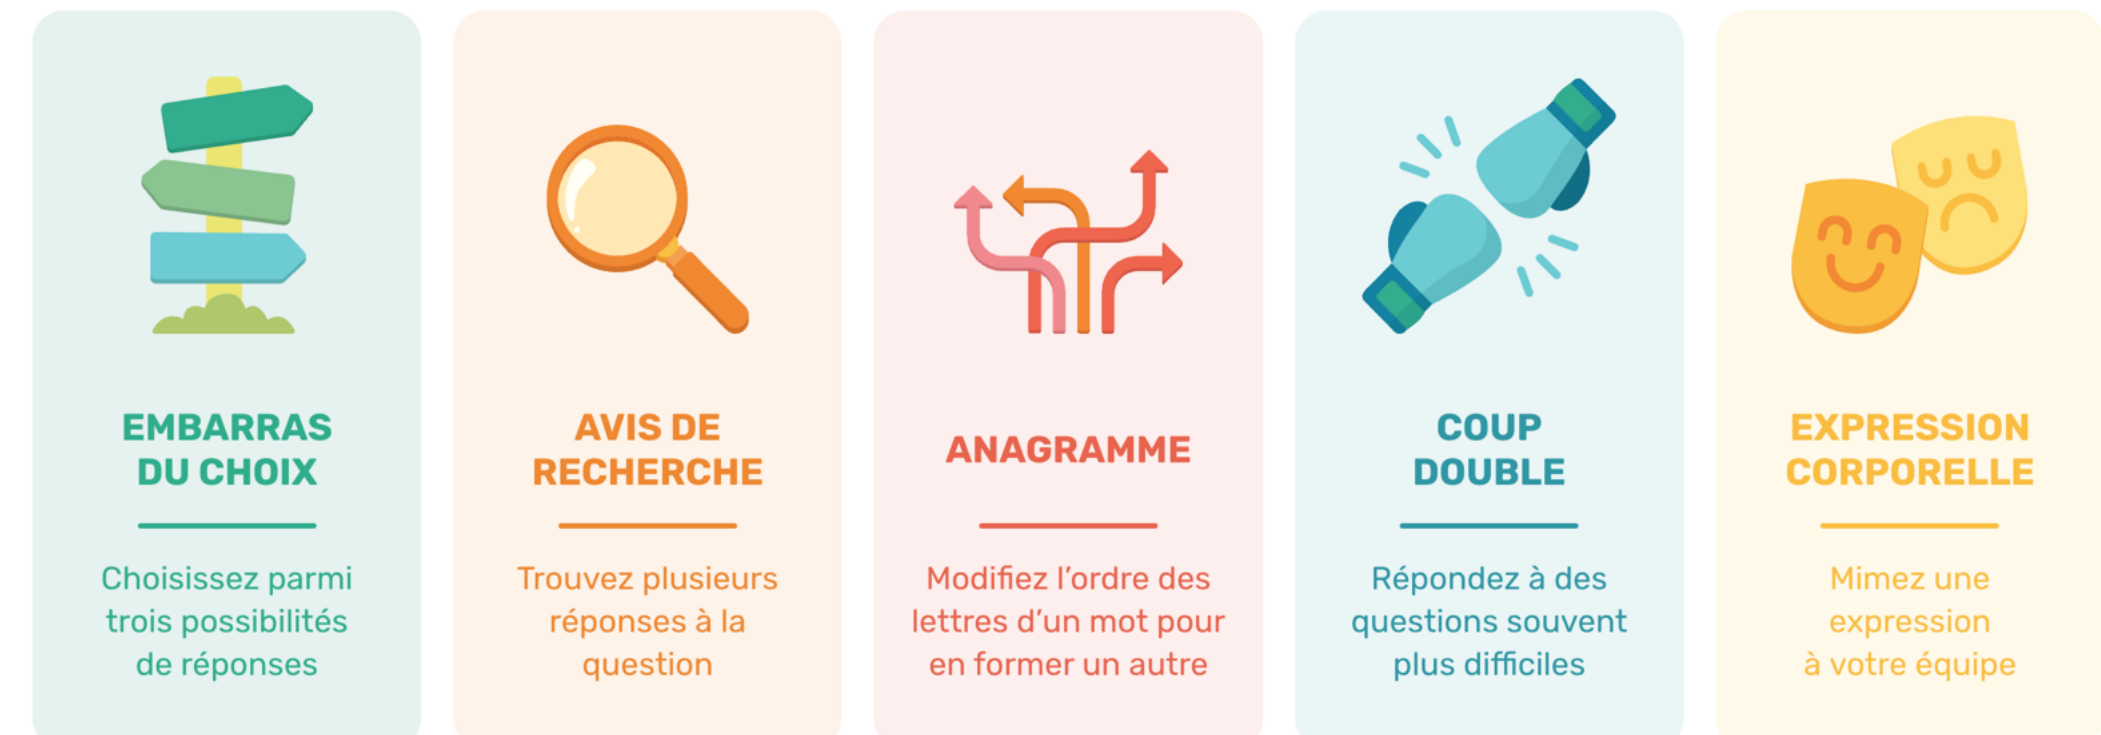 EMBARRAS
DU CHOIX
Choisissez parmi
trois possibilités
de réponses
AVIS DE
RECHERCHE
Trouvez plusieurs
réponses à la
question
ANAGRAMME
Modifiez l’ordre des
lettres d’un mot pour
en former un autre
COUP
DOUBLE
Répondez à des
questions souvent
plus difficiles
EXPRESSION
CORPORELLE
Mimez une
expression
à votre équipe